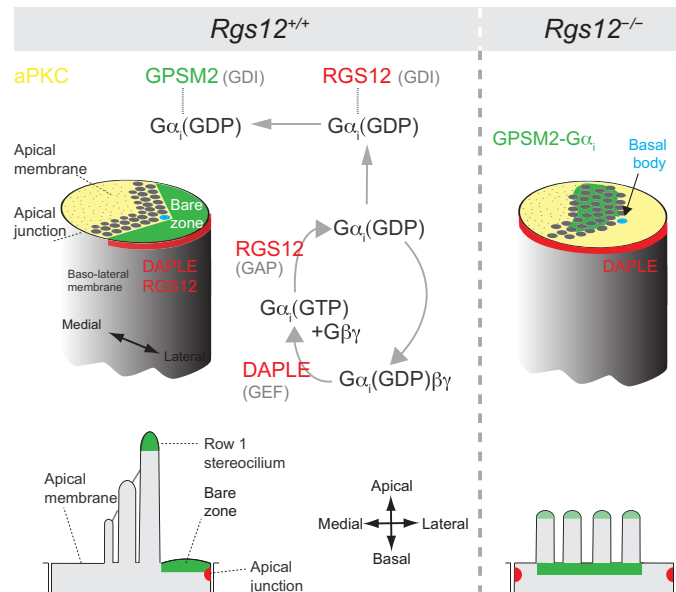 Rgs12+/+
Rgs12–/–
aPKC
GPSM2 (GDI)
RGS12 (GDI)
Gαi(GDP)
Gαi(GDP)
Apical
membrane
Apical
junction
Bare
zone
Baso-lateral
membrane
DAPLE
RGS12
Medial
Lateral
Gαi(GDP)
RGS12
(GAP)
Gαi(GTP)
+Gβγ
DAPLE
(GEF)
Gαi(GDP)βγ
GPSM2-Gαi
Basal
body
DAPLE
Row 1
stereocilium
Apical
membrane
Bare
zone
Apical
junction
Apical
Medial
Lateral
Basal